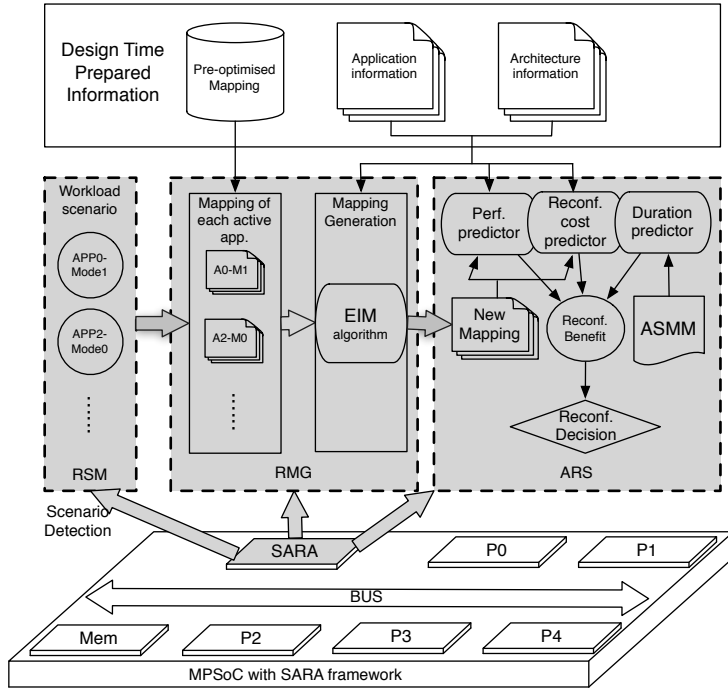 Design Time
Prepared
Information
Pre-optimised
Mapping
Application
information
Architecture
information
Workload
scenario
APP0-
Mode1
APP2-
Mode0
RSM
Mapping of
each active
app.
A0-M1
A2-M0
Mapping
Generation
EIM
algorithm
RMG
Perf.
predictor
Reconf.
cost
predictor
Duration
predictor
New
Mapping
Reconf.
Benefit
ASMM
Reconf.
Decision
ARS
Scenario
Detection
SARA
P0
P1
BUS
Mem
P2
P3
P4
MPSoC with SARA framework